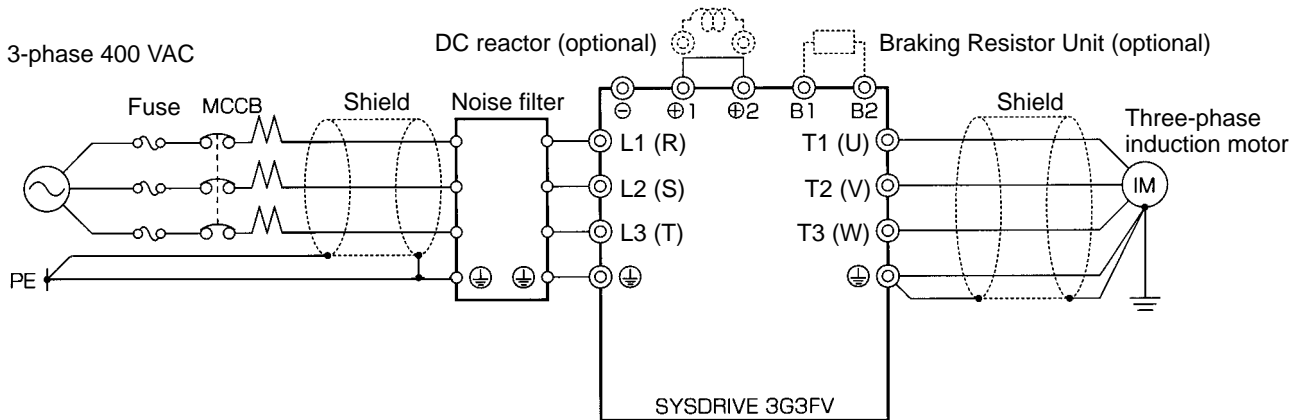 3-phase 400 VAC
DC reactor (optional)
Braking Resistor Unit (optional)
Fuse
MCCB
Shield
Noise filter
⊖
⊕1
⊕2
B1
B2
Shield
Three-phase
induction motor
L1 (R)
T1 (U)
L2 (S)
T2 (V)
IM
L3 (T)
T3 (W)
PE
SYSDRIVE 3G3FV